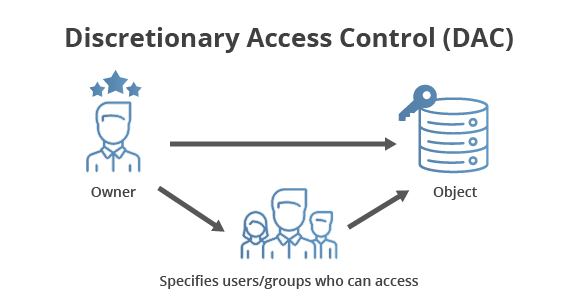 Discretionary Access Control (DAC)
Owner
Object
Specifies users/groups who can access